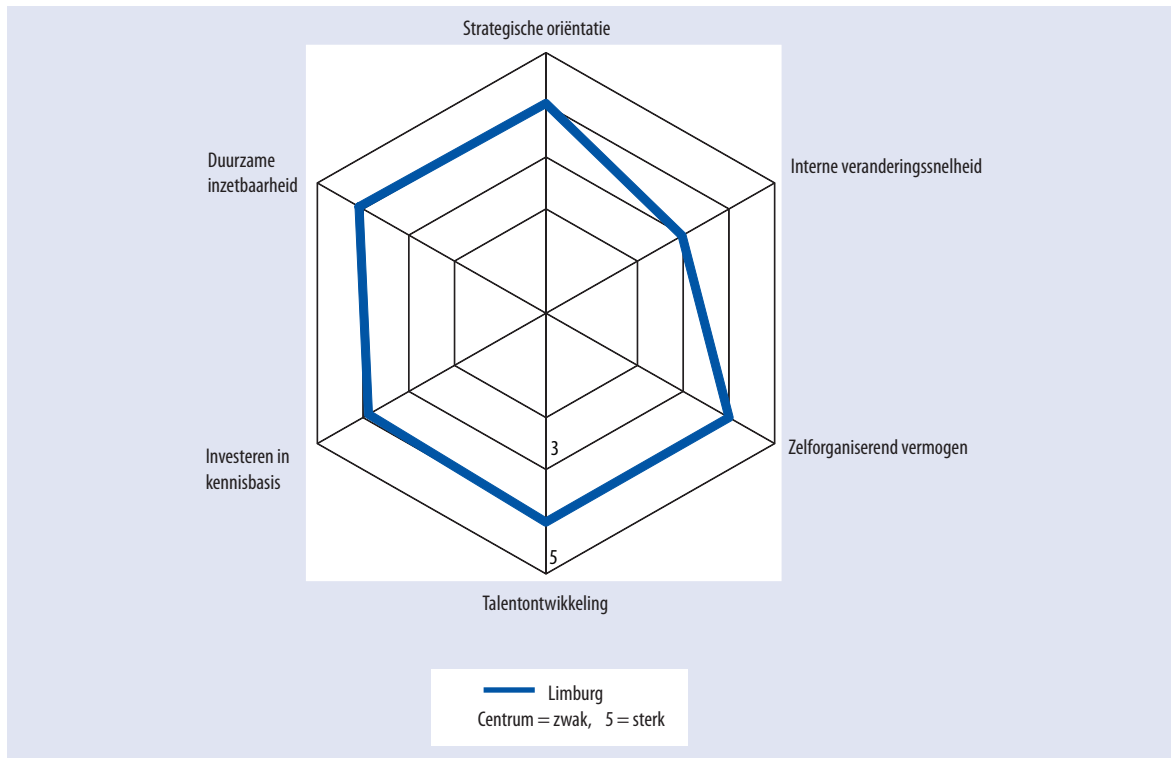 Strategische oriëntatie
Duurzame
inzetbaarheid
Interne veranderingssnelheid
Investeren in
kennisbasis
3
Zelforganiserend vermogen
5
Talentontwikkeling
Limburg
Centrum = zwak, 5 = sterk